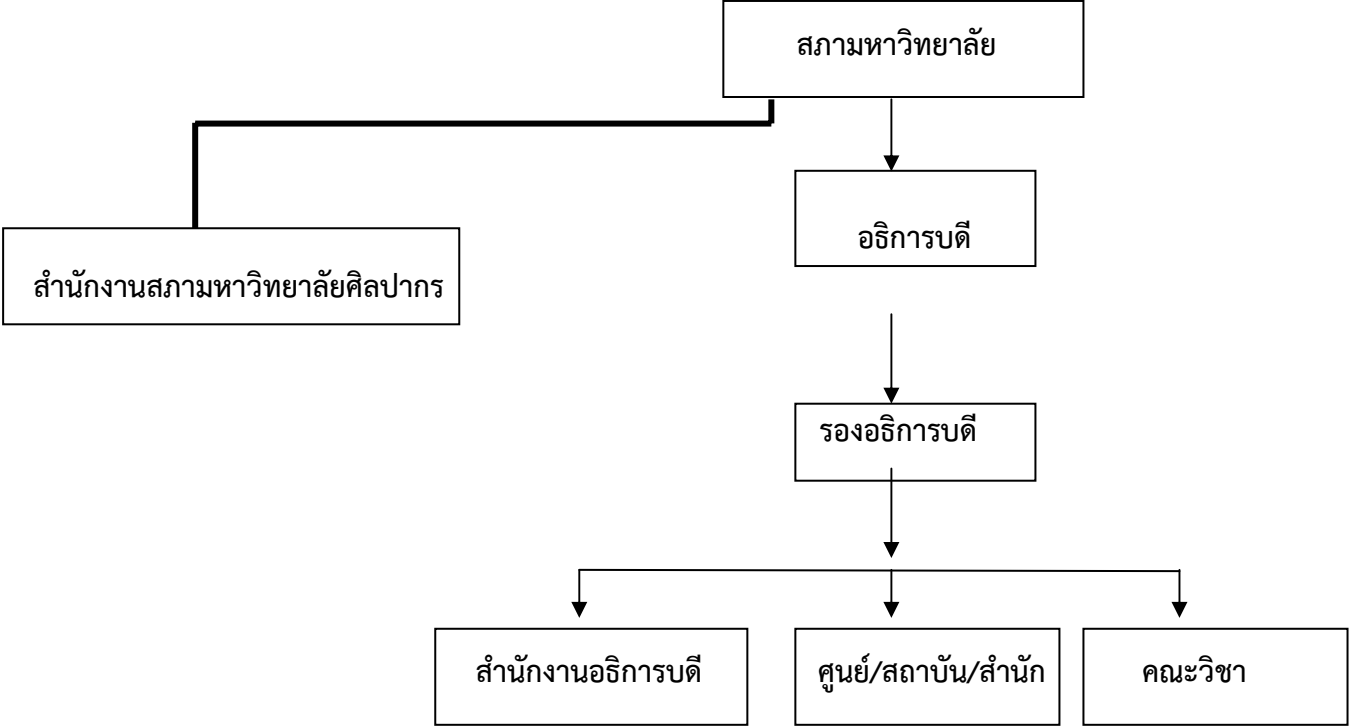 สภามหาวิทยาลัย
อธิการบดี
สำนักงานสภามหาวิทยาลัยศิลปากร
รองอธิการบดี
สำนักงานอธิการบดี
ศูนย์/สถาบัน/สำนัก
คณะวิชา